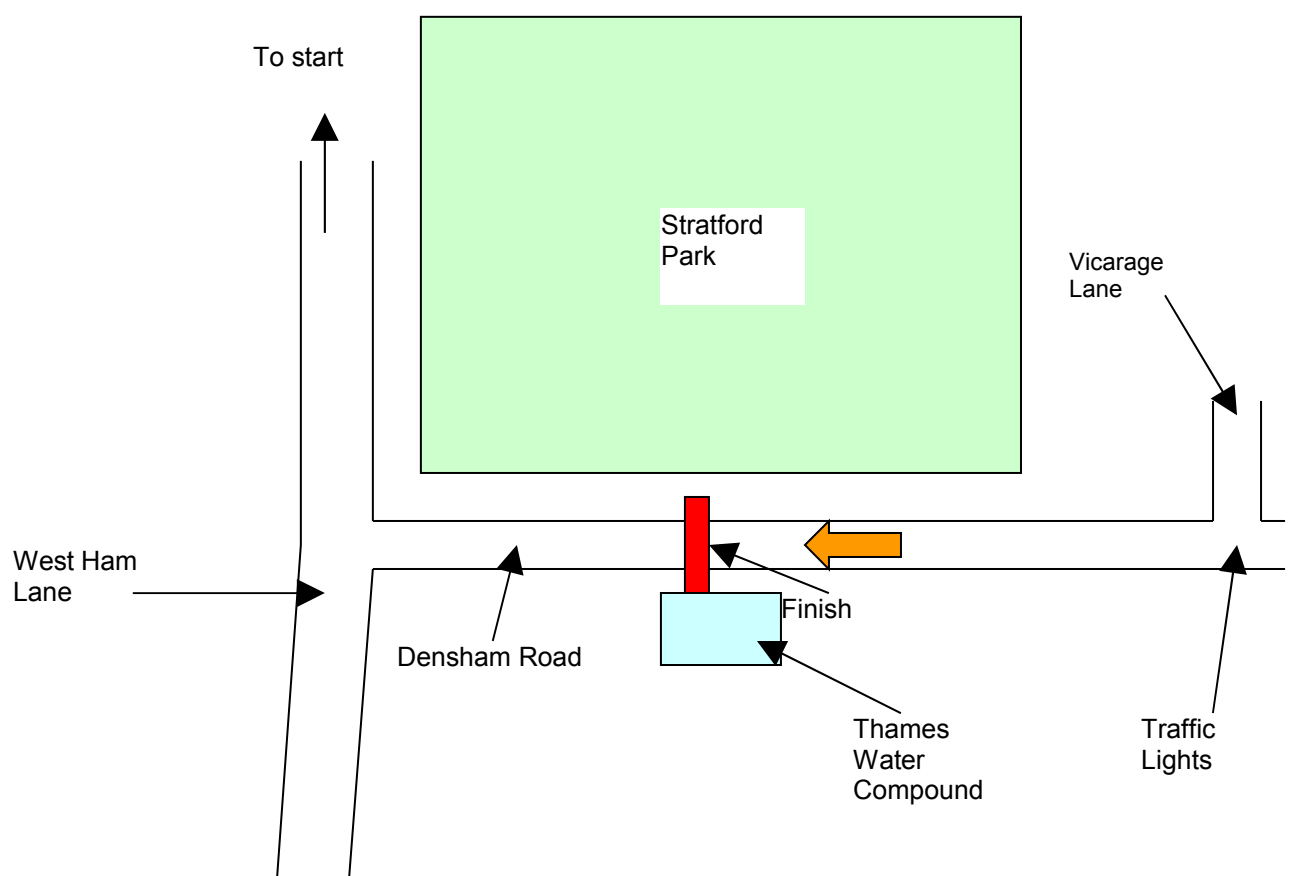 To start
Stratford
Park
Vicarage
Lane
West Ham
Lane
Finish
Densham Road
Thames
Water
Compound
Traffic
Lights